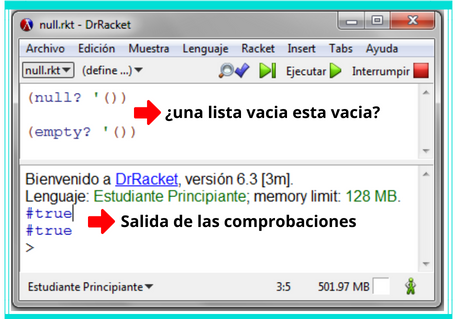 null.rkt - DrRacket
Archivo Edición Muestra Lenguaje Racket Insert Tabs Ayuda
null.rkt (define ...) Ejecutar Interrumpir
(null? '())
¿una lista vacia esta vacia?
(empty? '())
Bienvenido a DrRacket, versión 6.3 [3m].
Lenguaje: Estudiante Principiante; memory limit: 128 MB.
#true
Salida de las comprobaciones
#true
>
Estudiante Principiante 3:5 501.97 MB